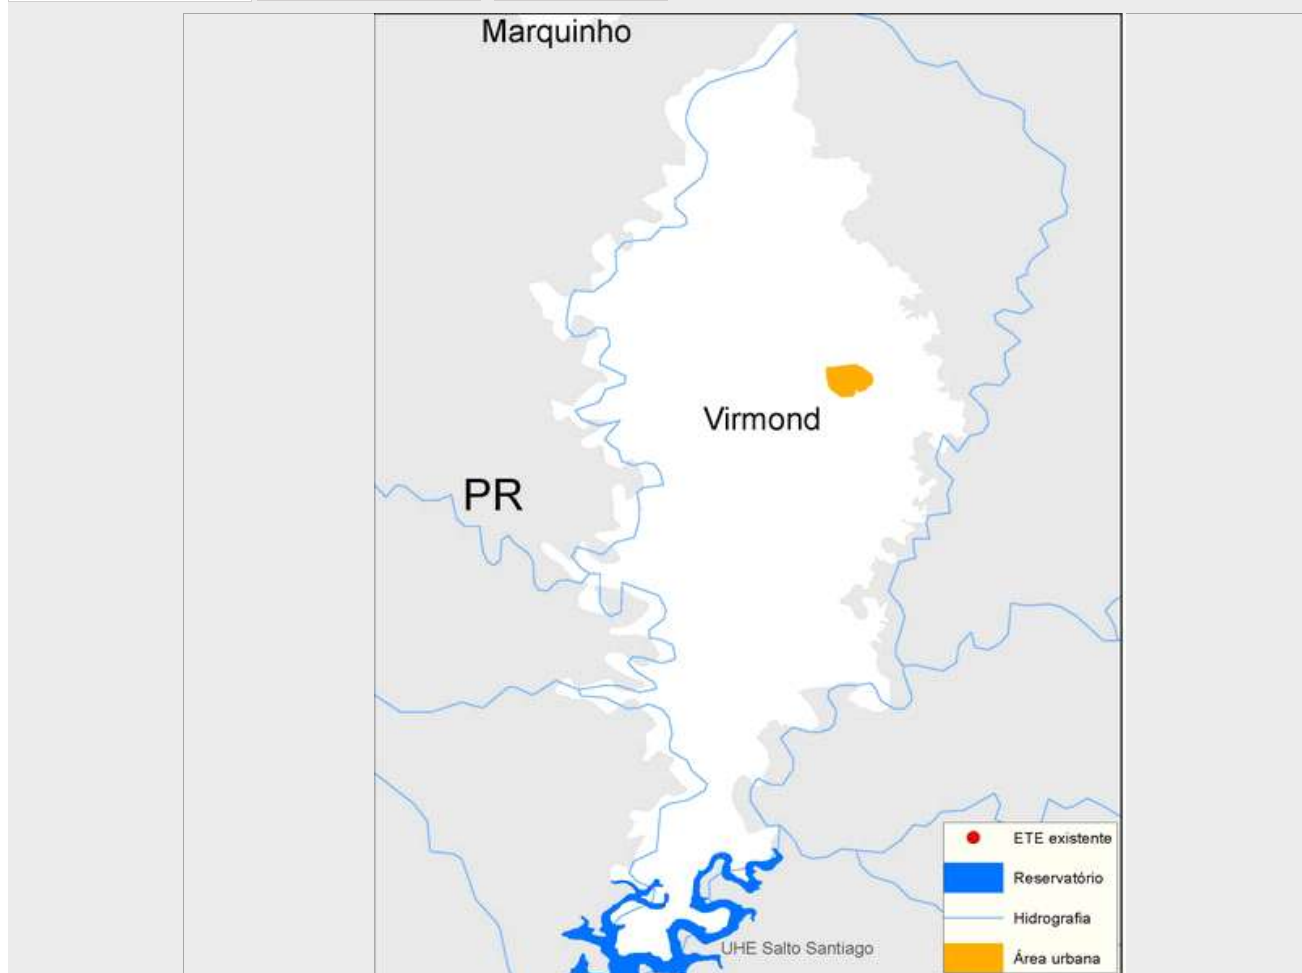 Marquinho
Virmond
PR
ETE existente
Reservatório
Hidrografia
UHE Salto Santiago
Área urbana